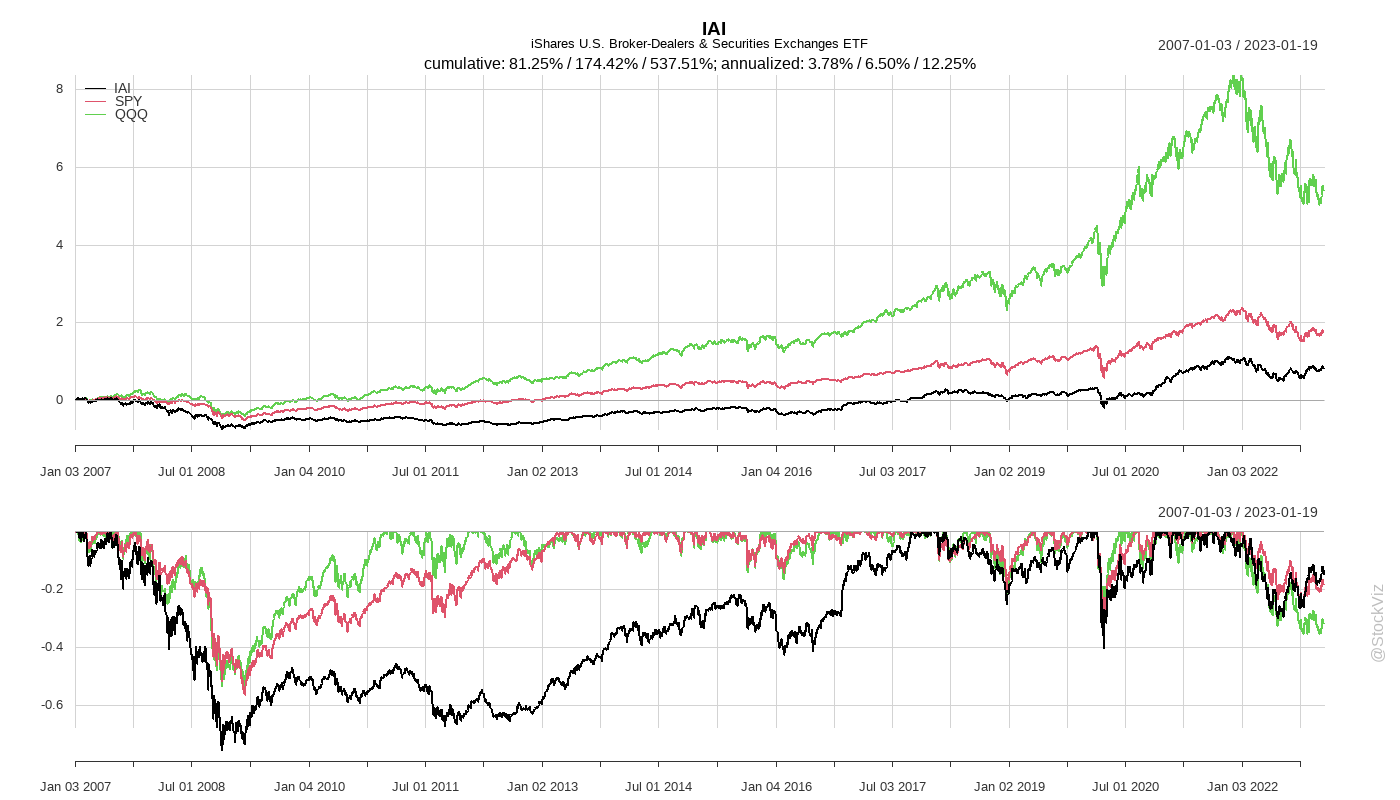 IAI
iShares U.S. Broker-Dealers & Securities Exchanges ETF
2007-01-03 / 2023-01-19
cumulative: 81.25% / 174.42% / 537.51%; annualized: 3.78% / 6.50% / 12.25%
IAI
SPY
QQQ
8
6
4
2
0
Jan 03 2007 Jul 01 2008 Jan 04 2010 Jul 01 2011 Jan 02 2013 Jul 01 2014 Jan 04 2016 Jul 03 2017 Jan 02 2019 Jul 01 2020 Jan 03 2022
2007-01-03 / 2023-01-19
-0.2
-0.4
-0.6
Jan 03 2007 Jul 01 2008 Jan 04 2010 Jul 01 2011 Jan 02 2013 Jul 01 2014 Jan 04 2016 Jul 03 2017 Jan 02 2019 Jul 01 2020 Jan 03 2022
@StockViz